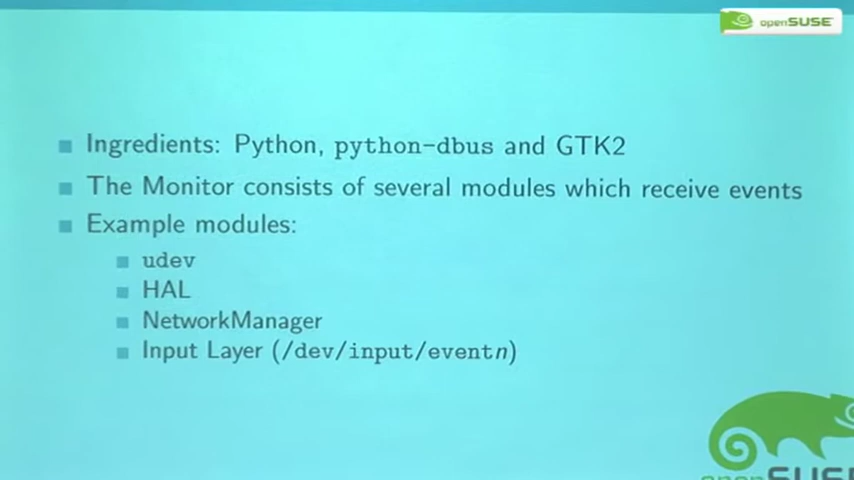 openSUSE
Ingredients: Python, python-dbus and GTK2
The Monitor consists of several modules which receive events
Example modules:
udev
HAL
NetworkManager
Input Layer (/dev/input/eventn)
openSUSE